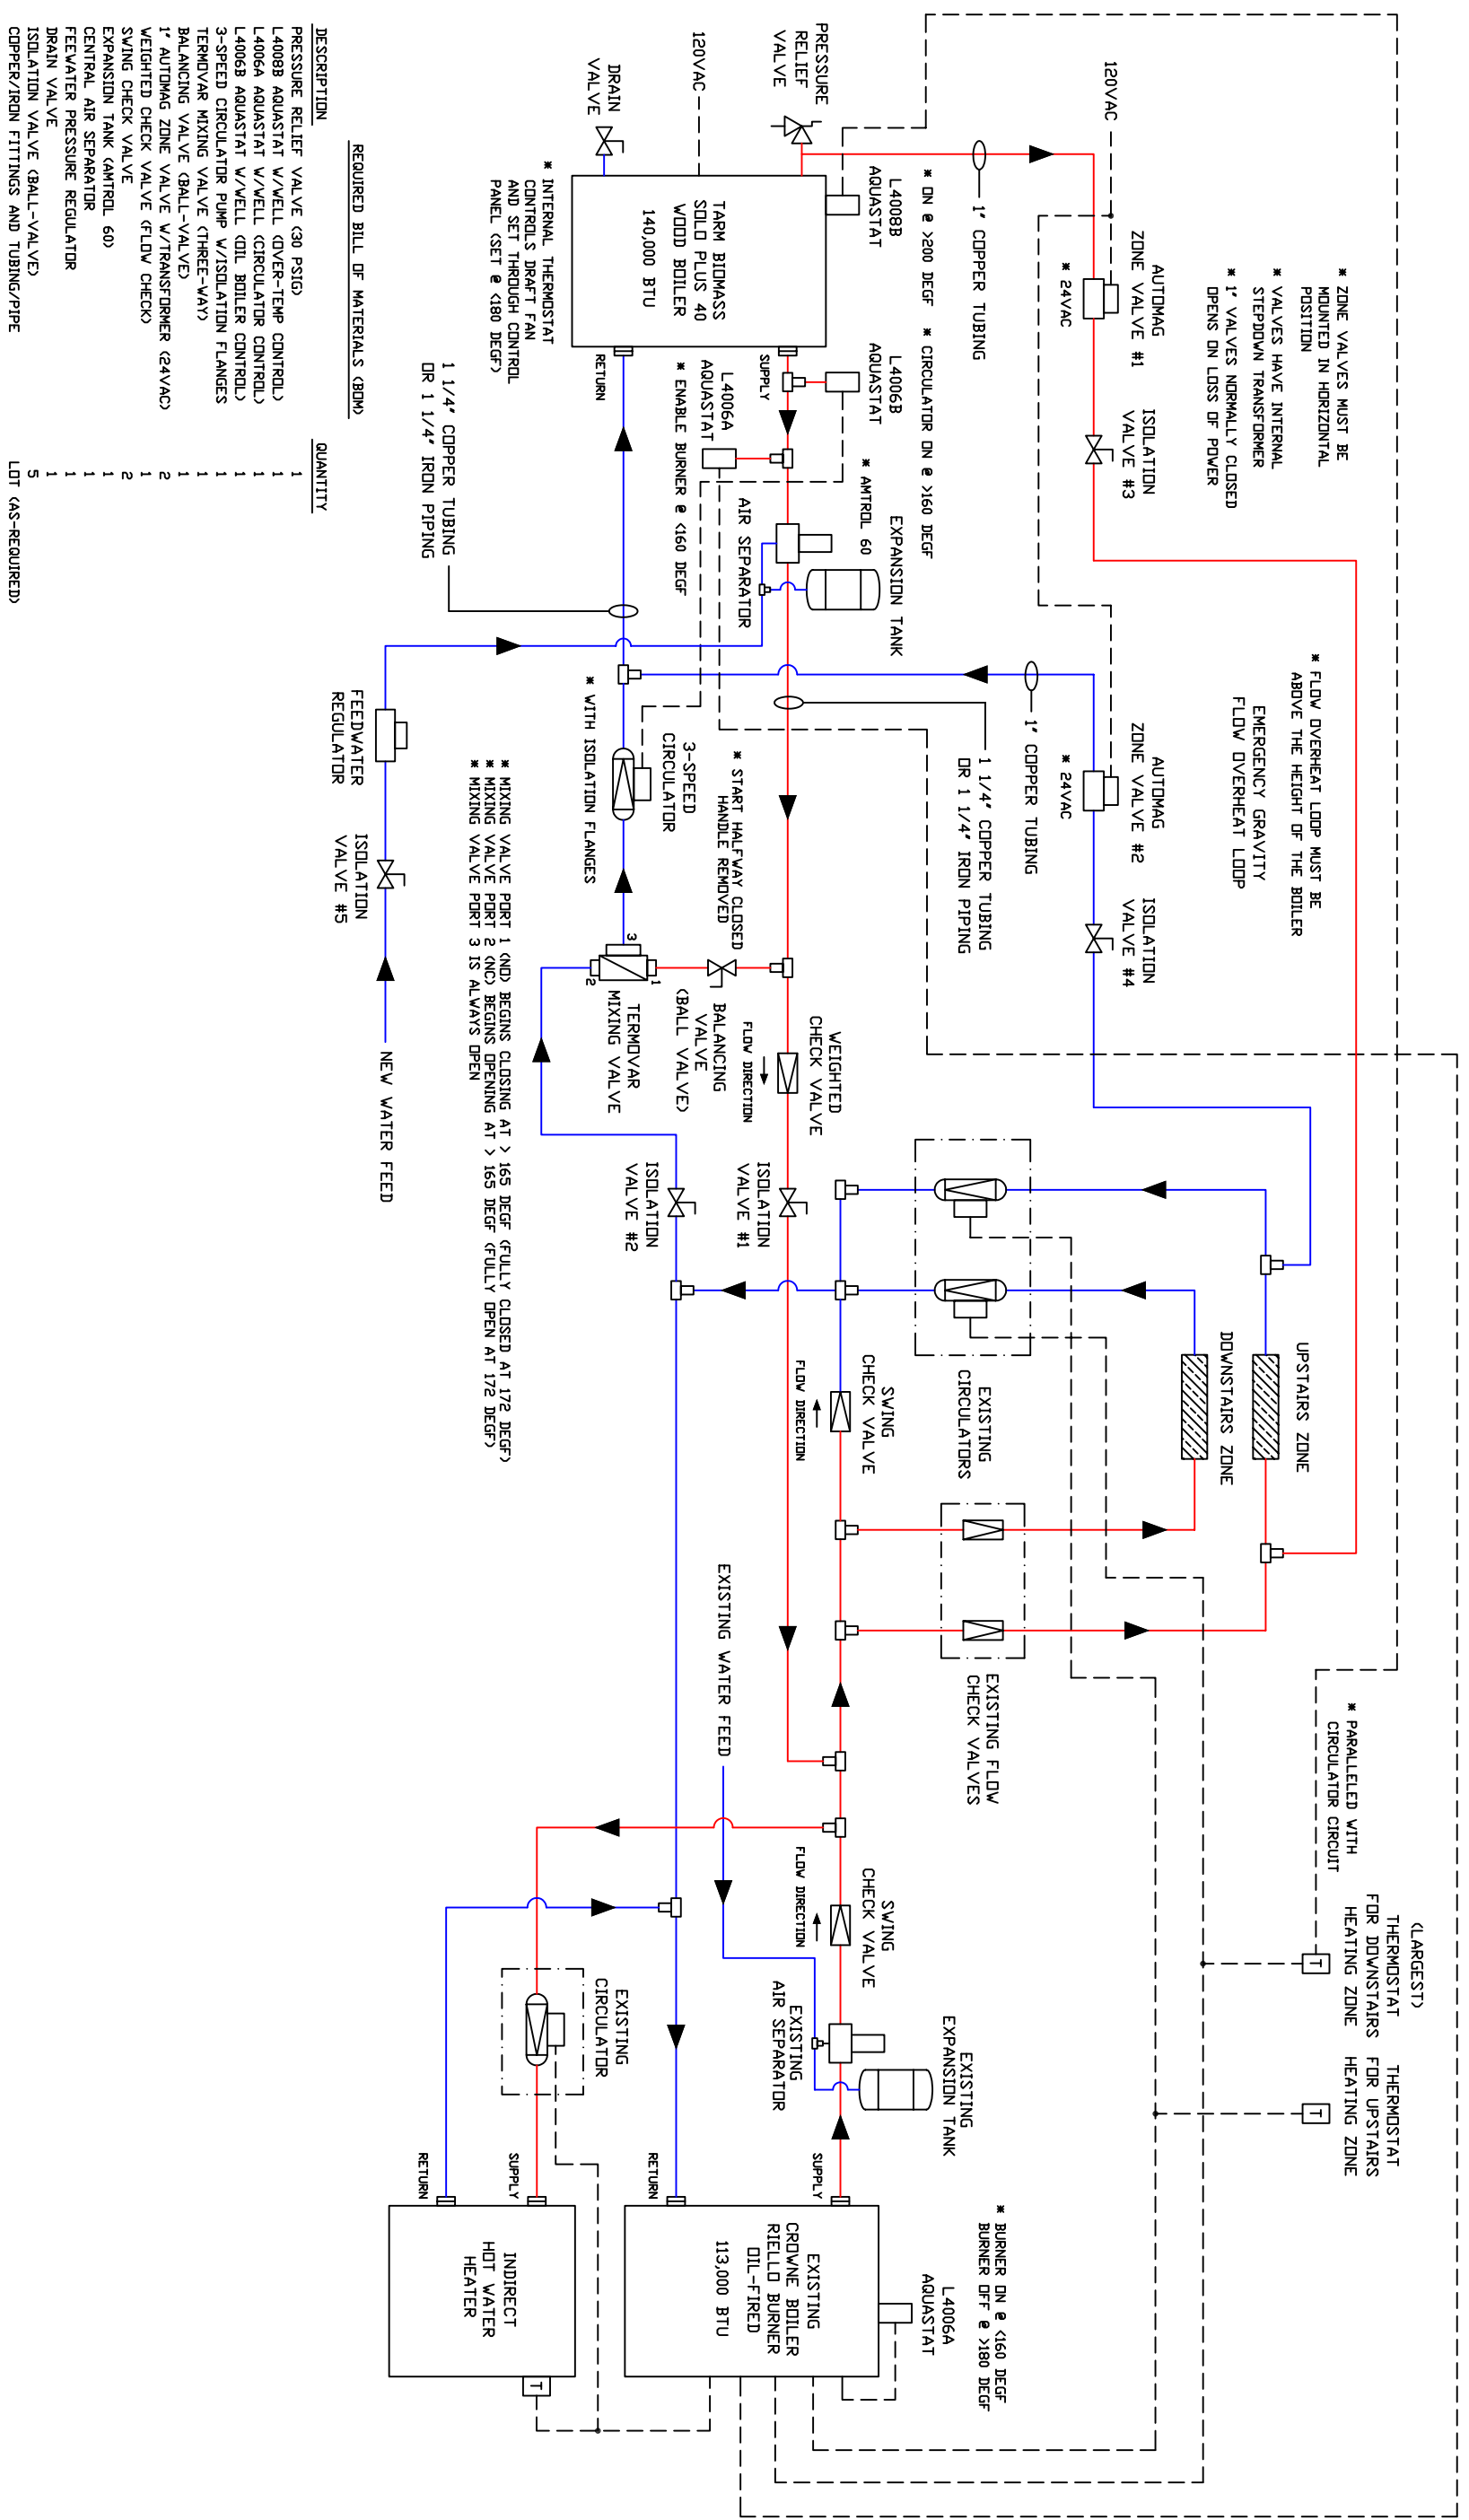 120VAC
PRESSURE
RELIEF
VALVE
120VAC
DRAIN
VALVE
TARM BIOMASS
SOLO PLUS 40
WOOD BOILER
140,000 BTU
* INTERNAL THERMOSTAT
CONTROLS DRAFT FAN
AND SET THROUGH CONTROL
PANEL (SET @ <180 DEGF)
L4008B
AQUASTAT
* ON @ >200 DEGF
1" COPPER TUBING
AUTOMAG
ZONE VALVE #1
* 24VAC
* ZONE VALVES MUST BE
MOUNTED IN HORIZONTAL
POSITION
* VALVES HAVE INTERNAL
STEPDOWN TRANSFORMER
* 1" VALVES NORMALLY CLOSED
OPENS ON LOSS OF POWER
ISOLATION
VALVE #3
SUPPLY
RETURN
L4006B
AQUASTAT
* CIRCULATOR ON @ >160 DEGF
L4006A
AQUASTAT
* ENABLE BURNER @ <160 DEGF
* AMTROL 60
EXPANSION TANK
AIR SEPARATOR
1 1/4" COPPER TUBING
OR 1 1/4" IRON PIPING
* FLOW OVERHEAT LOOP MUST BE
ABOVE THE HEIGHT OF THE BOILER
EMERGENCY GRAVITY
FLOW OVERHEAT LOOP
AUTOMAG
ZONE VALVE #2
* 24VAC
ISOLATION
VALVE #4
1" COPPER TUBING
1 1/4" COPPER TUBING
OR 1 1/4" IRON PIPING
* START HALFWAY CLOSED
HANDLE REMOVED
3-SPEED
CIRCULATOR
* WITH ISOLATION FLANGES
FEEDWATER
REGULATOR
ISOLATION
VALVE #5
NEW WATER FEED
* MIXING VALVE PORT 1 (NO) BEGINS CLOSING AT > 165 DEGF (FULLY CLOSED AT 172 DEGF)
* MIXING VALVE PORT 2 (NC) BEGINS OPENING AT > 165 DEGF (FULLY OPEN AT 172 DEGF)
* MIXING VALVE PORT 3 IS ALWAYS OPEN
1
2
3
TERMOVAR
MIXING VALVE
BALANCING
VALVE
(BALL VALVE)
WEIGHTED
CHECK VALVE
FLOW DIRECTION
ISOLATION
VALVE #1
ISOLATION
VALVE #2
UPSTAIRS ZONE
DOWNSTAIRS ZONE
EXISTING
CIRCULATORS
SWING
CHECK VALVE
FLOW DIRECTION
EXISTING FLOW
CHECK VALVES
EXISTING WATER FEED
SWING
CHECK VALVE
FLOW DIRECTION
* PARALLELED WITH
CIRCULATOR CIRCUIT
(LARGEST)
THERMOSTAT
FOR DOWNSTAIRS
HEATING ZONE
T
THERMOSTAT
FOR UPSTAIRS
HEATING ZONE
T
EXISTING
EXPANSION TANK
EXISTING
AIR SEPARATOR
EXISTING
CIRCULATOR
SUPPLY
RETURN
* BURNER ON @ <160 DEGF
BURNER OFF @ >180 DEGF
L4006A
AQUASTAT
EXISTING
CROWNE BOILER
RIELLO BURNER
OIL-FIRED
113,000 BTU
SUPPLY
RETURN
INDIRECT
HOT WATER
HEATER
T
REQUIRED BILL OF MATERIALS (BOM)
DESCRIPTION QUANTITY
PRESSURE RELIEF VALVE (30 PSIG) 1
L4008B AQUASTAT W/WELL (OVER-TEMP CONTROL) 1
L4006A AQUASTAT W/WELL (CIRCULATOR CONTROL) 1
L4006B AQUASTAT W/WELL (OIL BOILER CONTROL) 1
3-SPEED CIRCULATOR PUMP W/ISOLATION FLANGES 1
TERMOVAR MIXING VALVE (THREE-WAY) 1
BALANCING VALVE (BALL-VALVE) 1
1" AUTOMAG ZONE VALVE W/TRANSFORMER (24VAC) 2
WEIGHTED CHECK VALVE (FLOW CHECK) 1
SWING CHECK VALVE 2
EXPANSION TANK (AMTROL 60) 1
CENTRAL AIR SEPARATOR 1
FEEWATER PRESSURE REGULATOR 1
DRAIN VALVE 1
ISOLATION VALVE (BALL-VALVE) 5
COPPER/IRON FITTINGS AND TUBING/PIPE LOT (AS-REQUIRED)